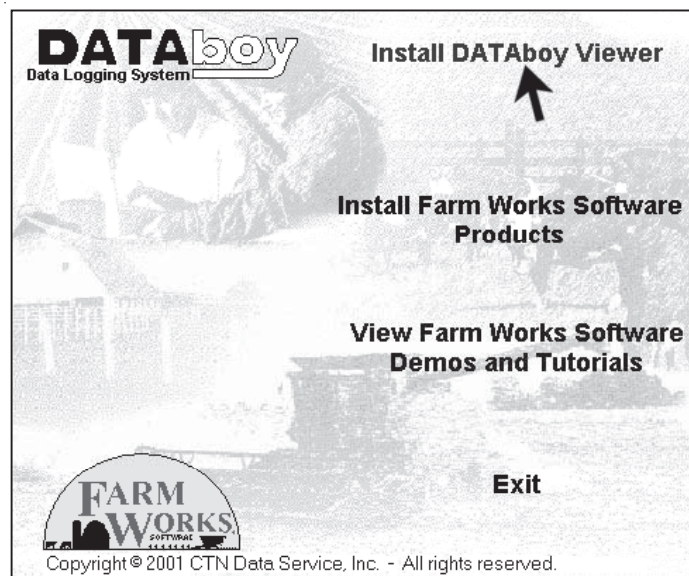 DATAboy
Data Logging System
Install DATAboy Viewer
Install Farm Works Software
Products
View Farm Works Software
Demos and Tutorials
Exit
FARM
WORKS
SOFTWARE
Copyright © 2001 CTN Data Service, Inc. - All rights reserved.